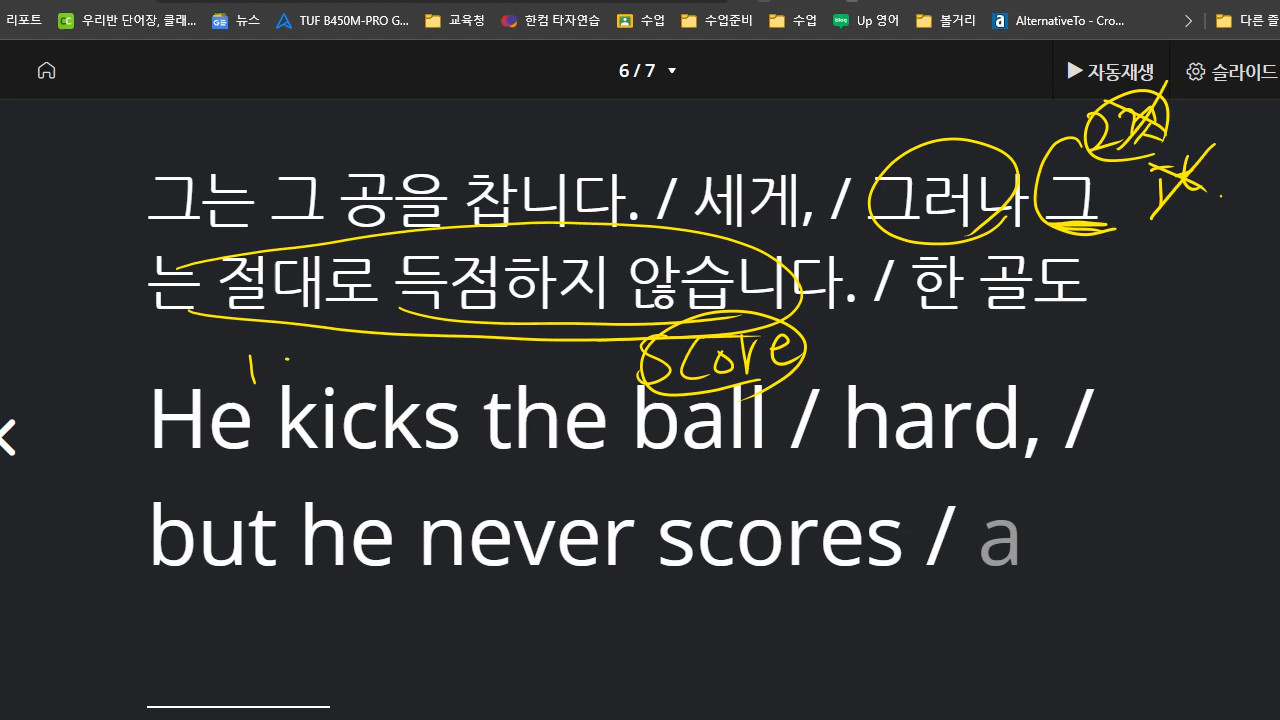 리포트 우리반 단어장, 클래... 뉴스 TUF B450M-PRO G... 교육청 한컴 타자연습 수업 수업준비 수업 Up 영어 볼거리 AlternativeTo - Cro... 다른 즐
6 / 7 자동재생 슬라이드
그는 그 공을 찹니다. / 세게, / 그러나 그
는 절대로 득점하지 않습니다. / 한 골도
score
He kicks the ball / hard, /
but he never scores / a